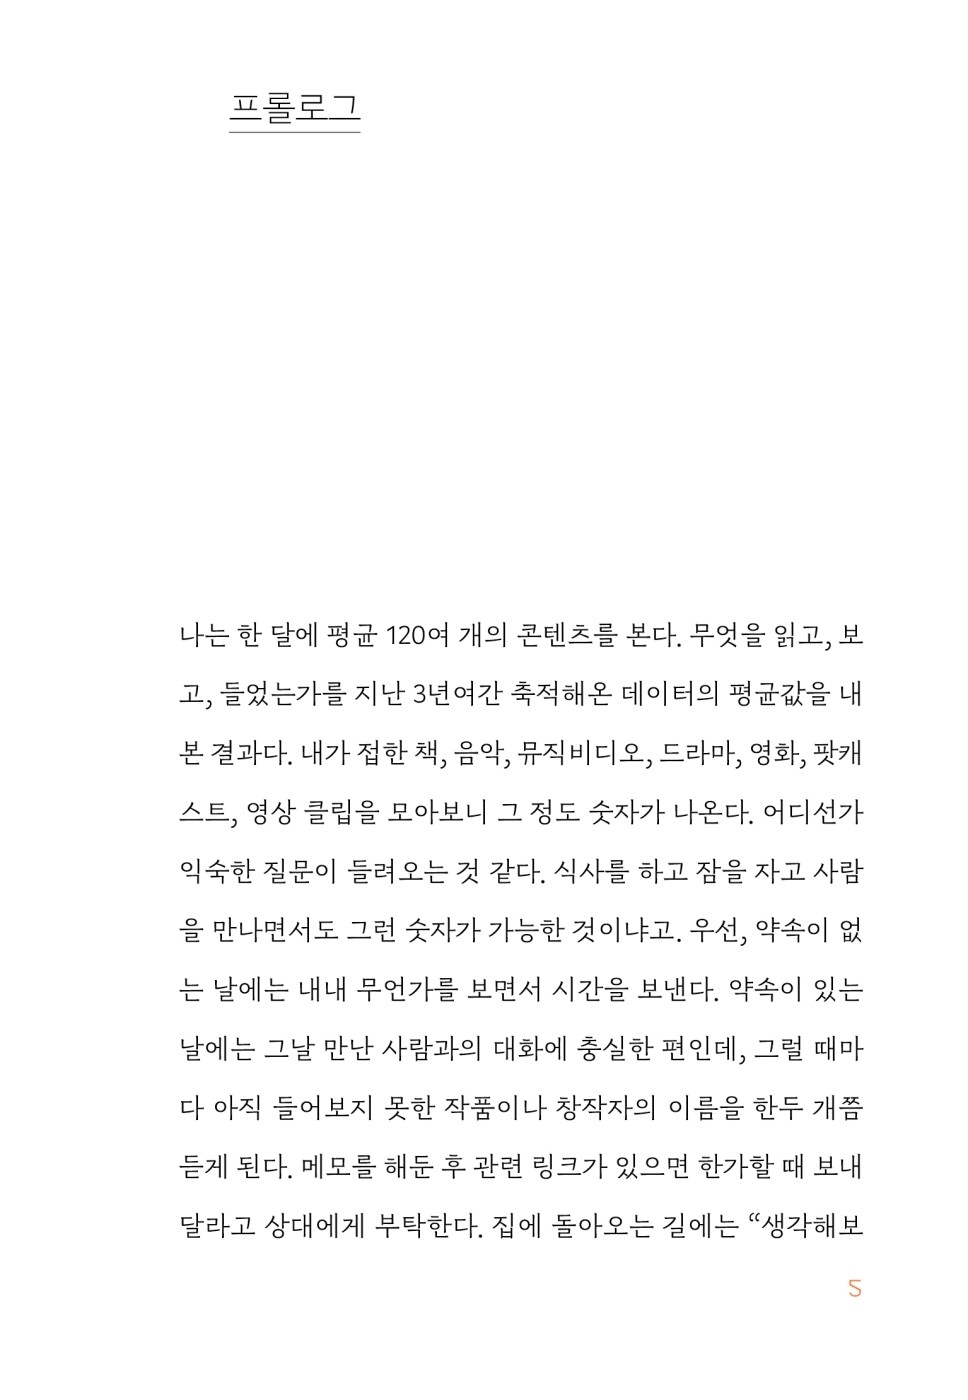 프롤로그
나는 한 달에 평균 120여 개의 콘텐츠를 본다. 무엇을 읽고, 보
고, 들었는가를 지난 3년여간 축적해온 데이터의 평균값을 내
본 결과다. 내가 접한 책, 음악, 뮤직비디오, 드라마, 영화, 팟캐
스트, 영상 클립을 모아보니 그 정도 숫자가 나온다. 어디선가
익숙한 질문이 들려오는 것 같다. 식사를 하고 잠을 자고 사람
을 만나면서도 그런 숫자가 가능한 것이냐고. 우선, 약속이 없
는 날에는 내내 무언가를 보면서 시간을 보낸다. 약속이 있는
날에는 그날 만난 사람과의 대화에 충실한 편인데, 그럴 때마
다 아직 들어보지 못한 작품이나 창작자의 이름을 한두 개쯤
듣게 된다. 메모를 해둔 후 관련 링크가 있으면 한가할 때 보내
달라고 상대에게 부탁한다. 집에 돌아오는 길에는 “생각해보
5